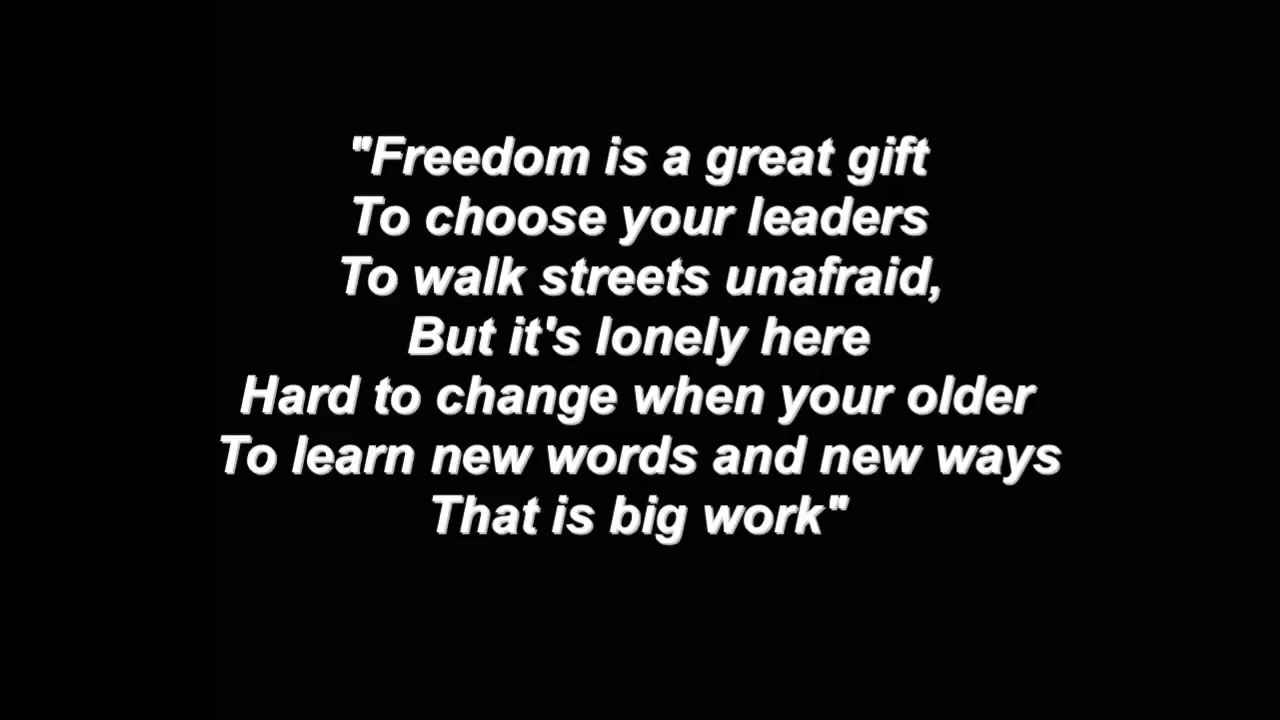 "Freedom is a great gift
To choose your leaders
To walk streets unafraid,
But it's lonely here
Hard to change when your older
To learn new words and new ways
That is big work"